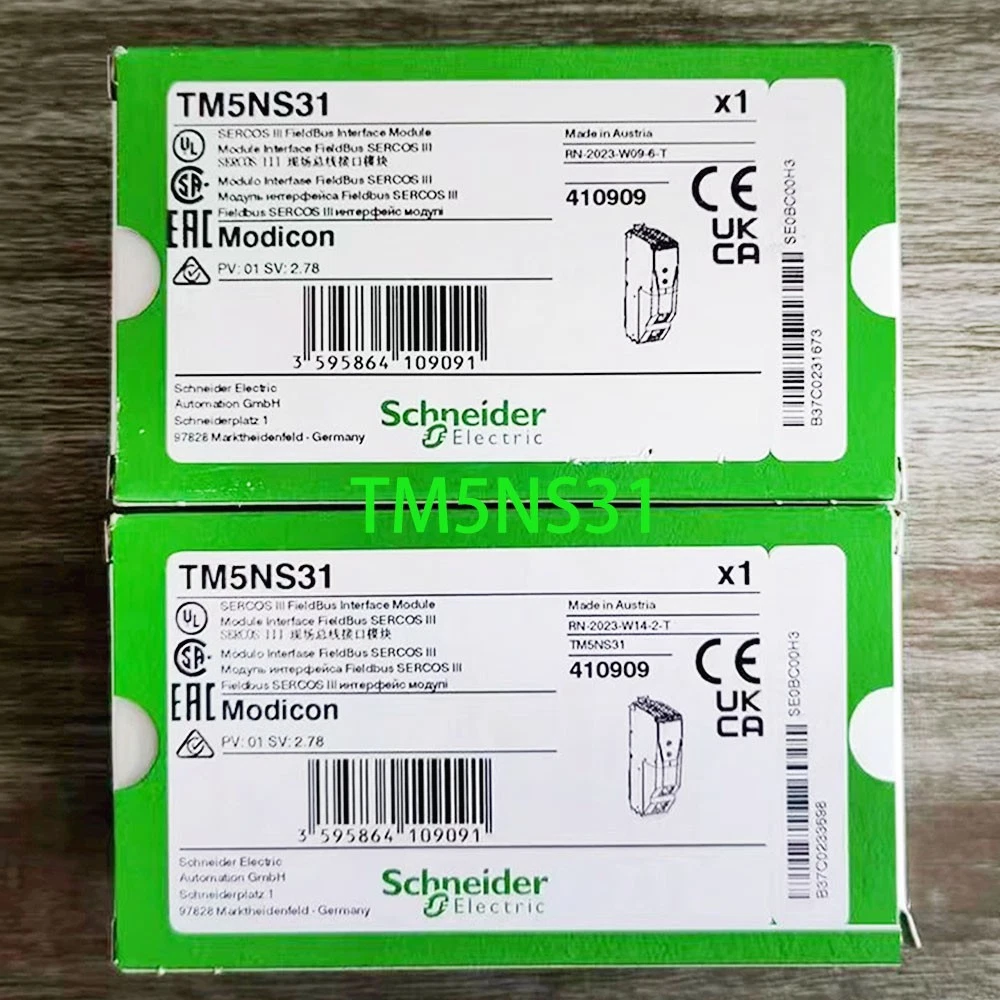 TM5NS31
x1
UL
SERCOS III FieldBus Interface Module
Module Interface FieldBus SERCOS III
SERCOS III 现场总线接口模块
Modulo Interfase FieldBus SERCOS III
Модуль интерфейса Fieldbus SERCOS III
Fieldbus SERCOS III интерфейс модулі
SA
EAC
Modicon
PV: 01 SV: 2.78
Made in Austria
RN-2023-W09-6-T
410909
CE
UK
CA
3 595864 109091
Schneider Electric
Automation GmbH
Schneiderplatz 1
97828 Marktheidenfeld - Germany
Schneider
Electric
SE0BC00H3
B37C0231673
TM5NS31
TM5NS31
x1
UL
SERCOS III FieldBus Interface Module
Module Interface FieldBus SERCOS III
SERCOS III 现场总线接口模块
Modulo Interfase FieldBus SERCOS III
Модуль интерфейса Fieldbus SERCOS III
Fieldbus SERCOS III интерфейс модулі
SA
EAC
Modicon
PV: 01 SV: 2.78
Made in Austria
RN-2023-W14-2-T
TM5NS31
410909
CE
UK
CA
3 595864 109091
Schneider Electric
Automation GmbH
Schneiderplatz 1
97828 Marktheidenfeld - Germany
Schneider
Electric
SE0BC00H3
B37C0233698